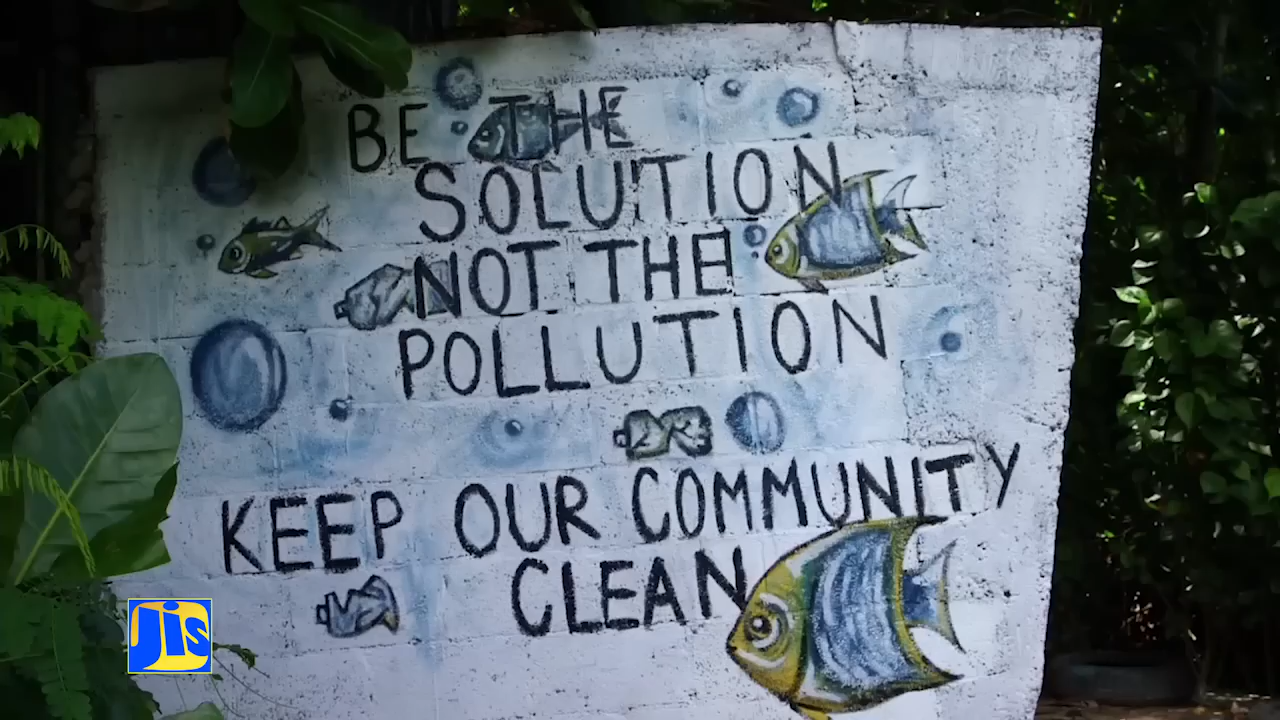 BE THE
SOLUTION
NOT THE
POLLUTION
KEEP OUR COMMUNITY
CLEAN
JIS